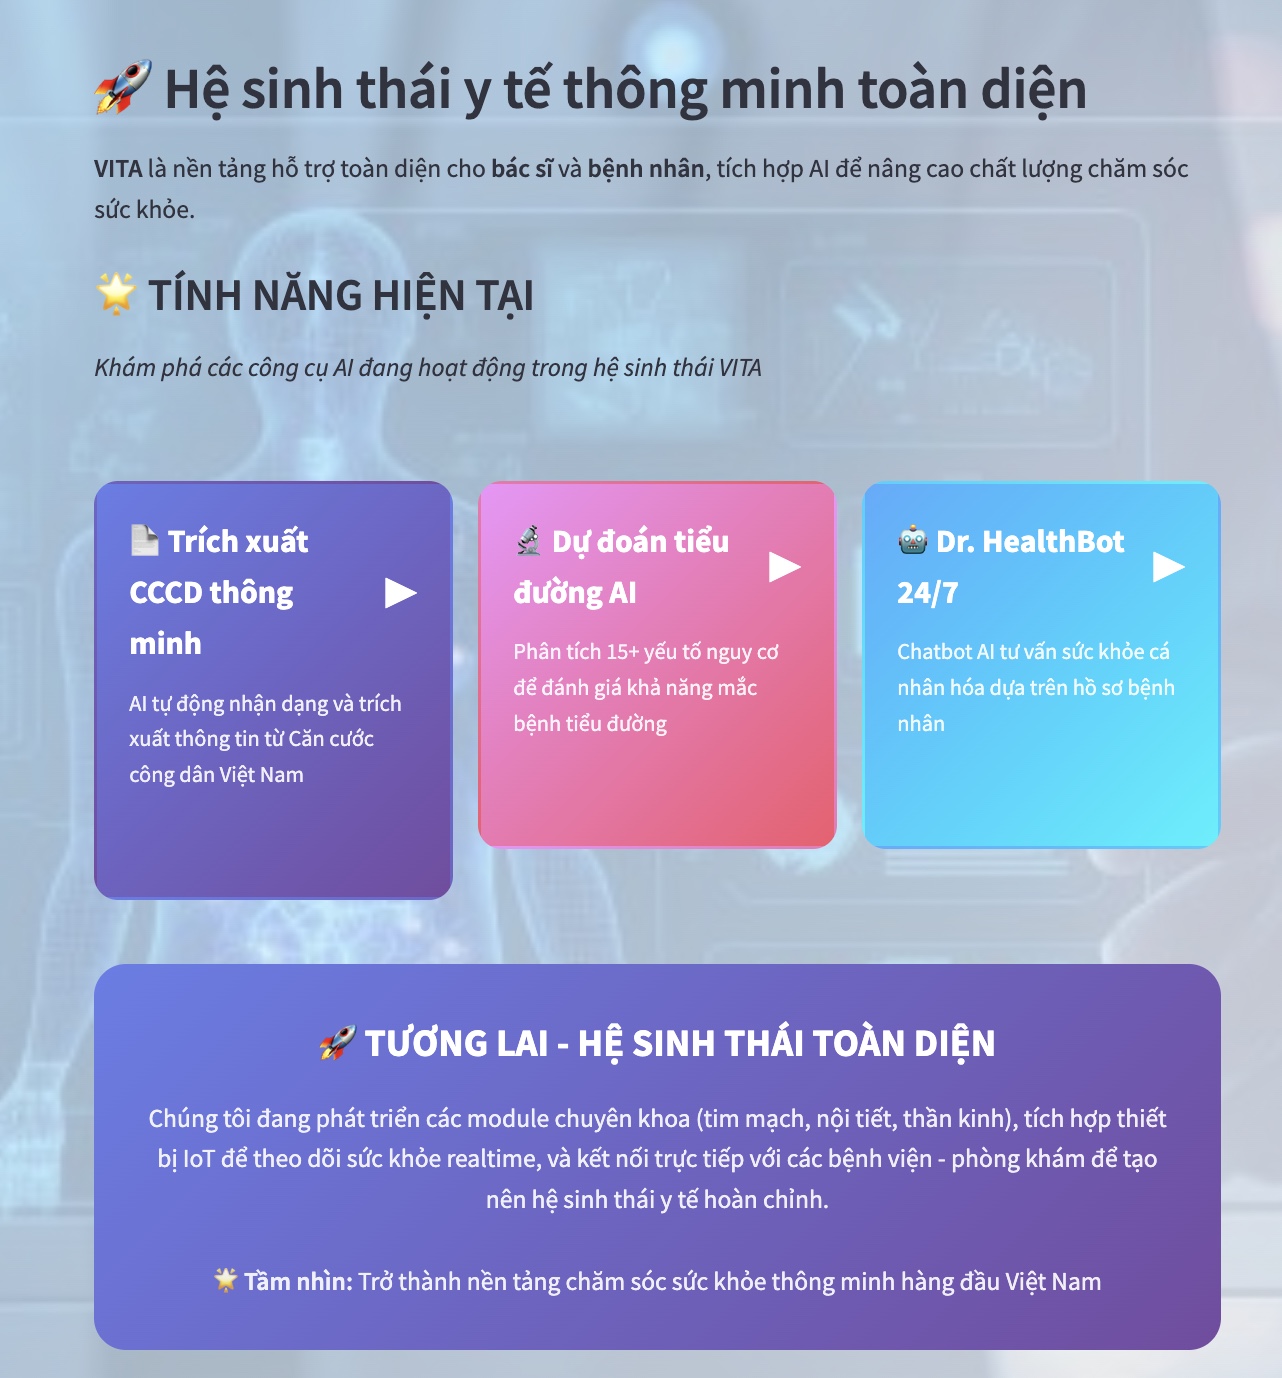 🚀 Hệ sinh thái y tế thông minh toàn diện
VITA là nền tảng hỗ trợ toàn diện cho bác sĩ và bệnh nhân, tích hợp AI để nâng cao chất lượng chăm sóc
sức khỏe.
🌟 TÍNH NĂNG HIỆN TẠI
Khám phá các công cụ AI đang hoạt động trong hệ sinh thái VITA
📄 Trích xuất
CCCD thông
minh
AI tự động nhận dạng và trích
xuất thông tin từ Căn cước
công dân Việt Nam
🔬 Dự đoán tiểu
đường AI
Phân tích 15+ yếu tố nguy cơ
để đánh giá khả năng mắc
bệnh tiểu đường
🤖 Dr. HealthBot
24/7
Chatbot AI tư vấn sức khỏe cá
nhân hóa dựa trên hồ sơ bệnh
nhân
🚀 TƯƠNG LAI - HỆ SINH THÁI TOÀN DIỆN
Chúng tôi đang phát triển các module chuyên khoa (tim mạch, nội tiết, thần kinh), tích hợp thiết
bị IoT để theo dõi sức khỏe realtime, và kết nối trực tiếp với các bệnh viện - phòng khám để tạo
nên hệ sinh thái y tế hoàn chỉnh.
🌟 Tầm nhìn: Trở thành nền tảng chăm sóc sức khỏe thông minh hàng đầu Việt Nam